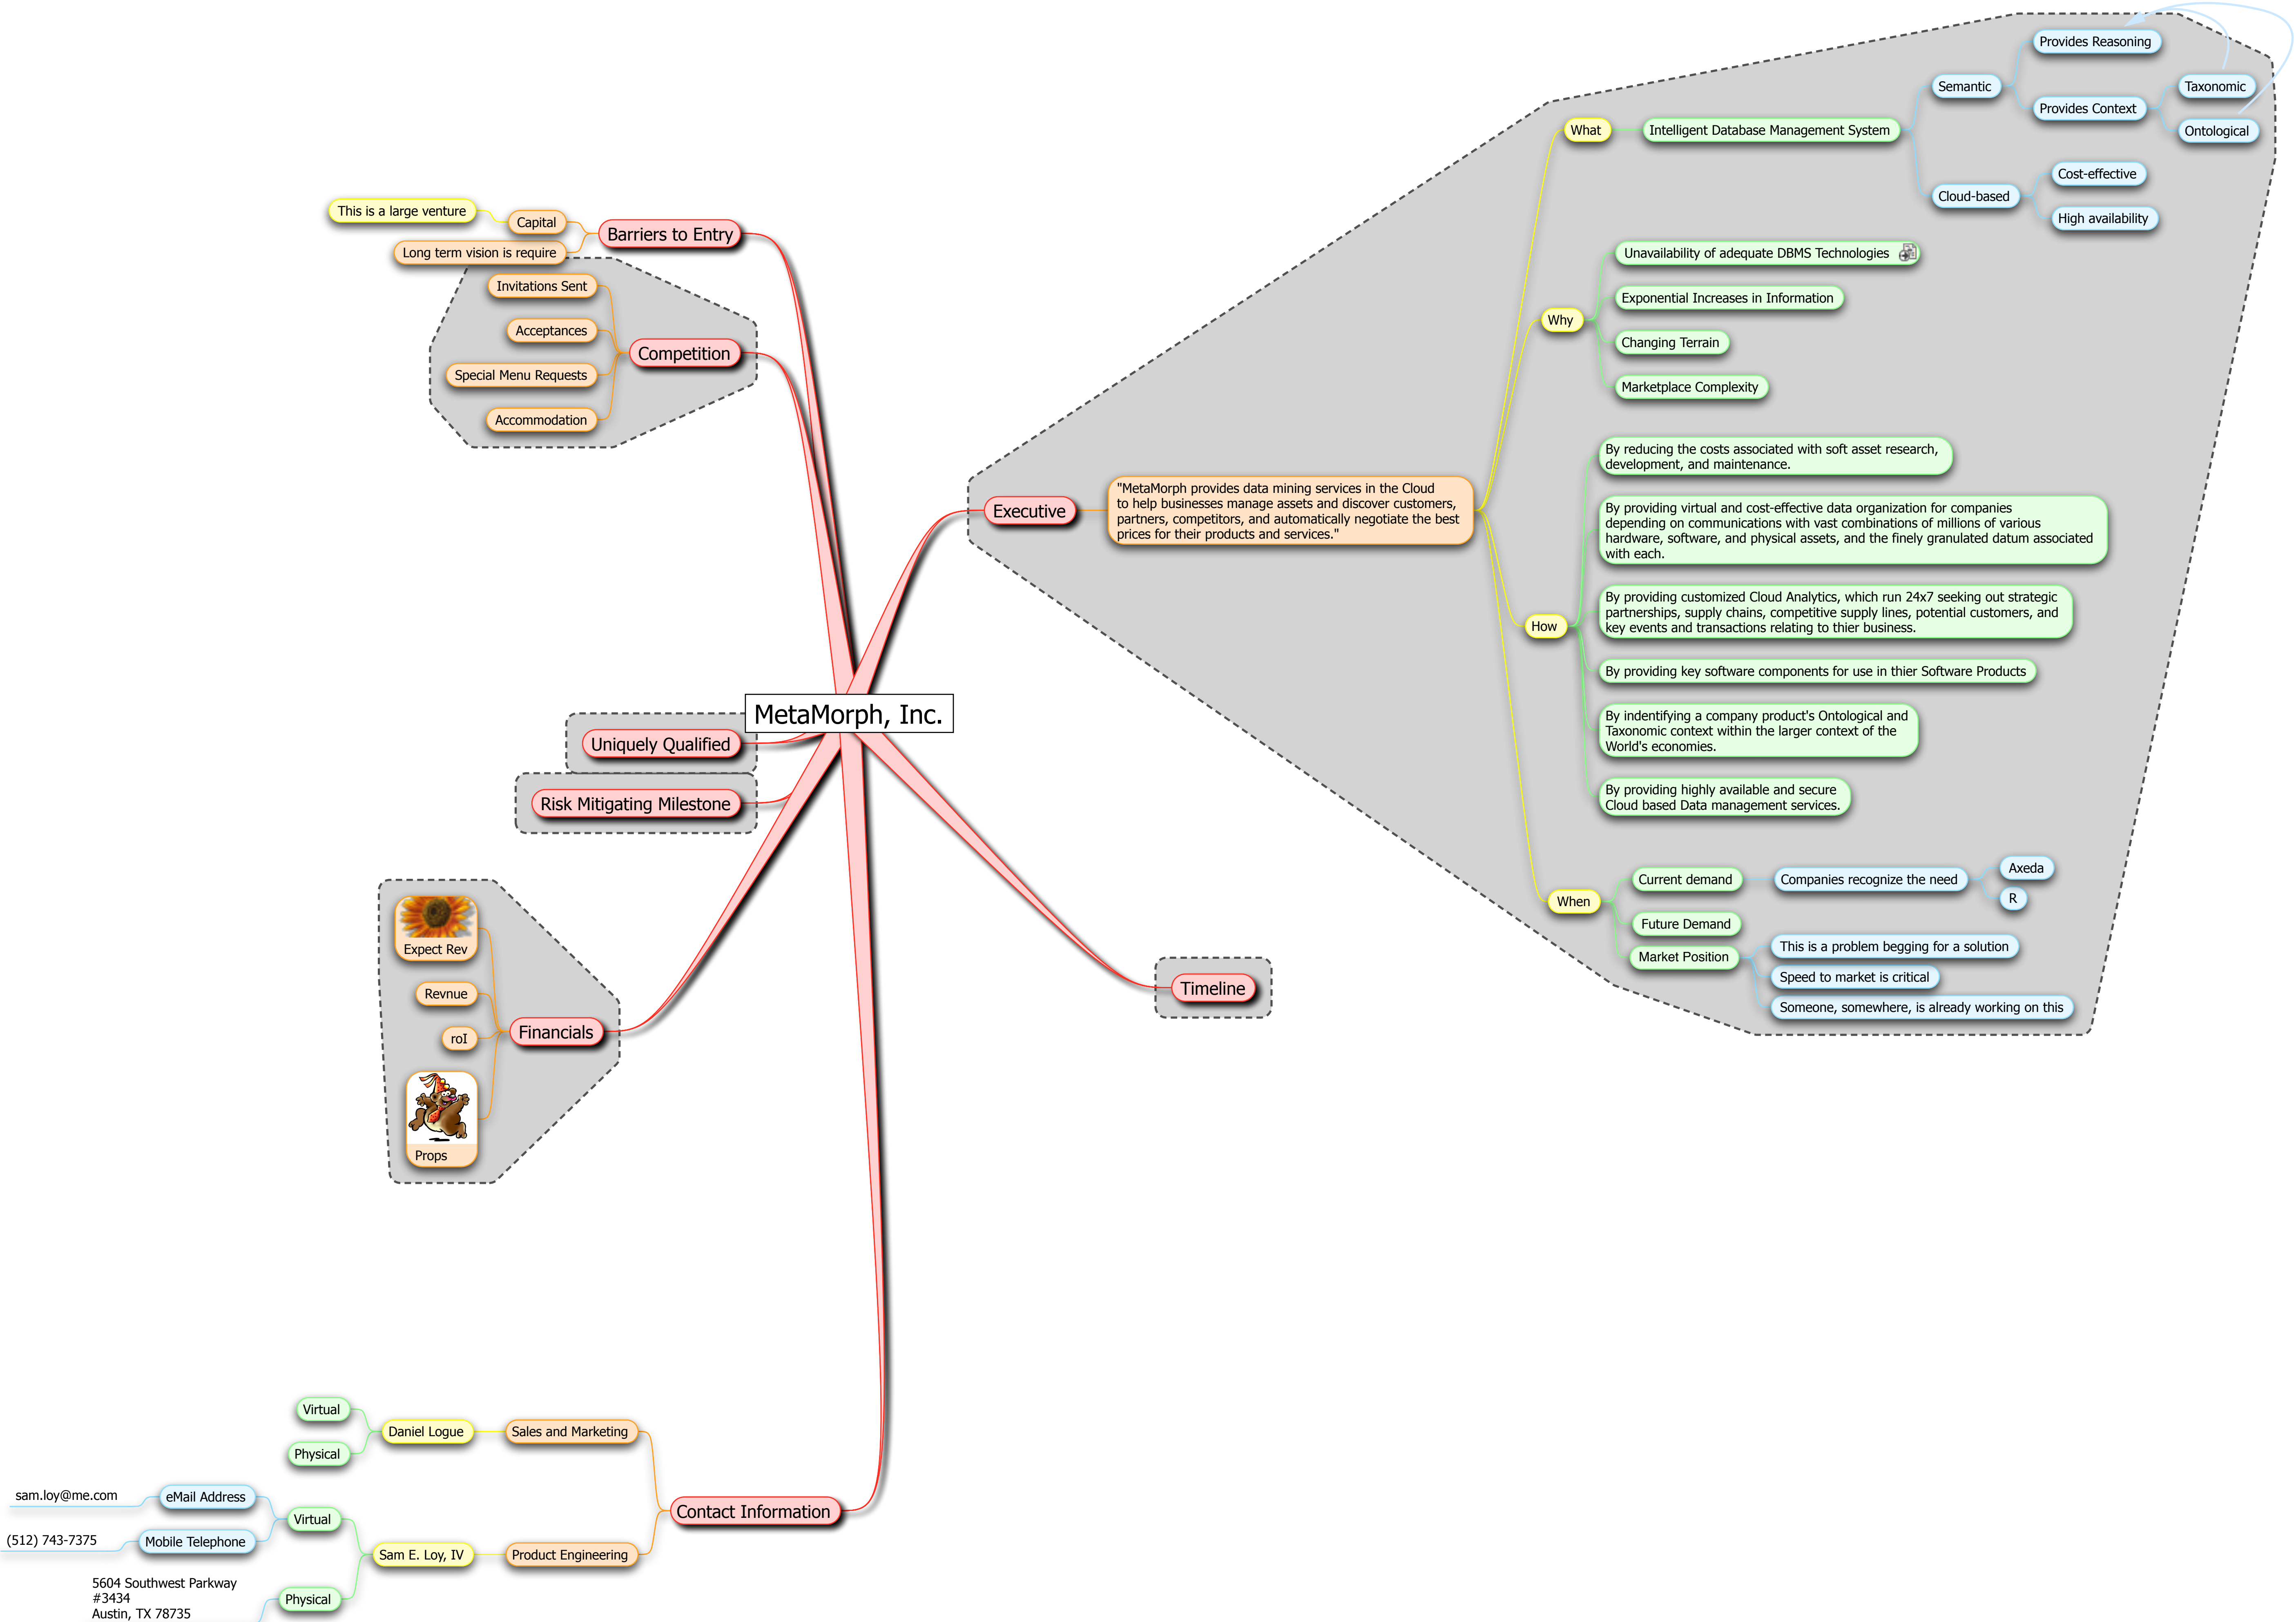 MetaMorph, Inc.
Barriers to Entry
Capital
This is a large venture
Long term vision is require
Competition
Invitations Sent
Acceptances
Special Menu Requests
Accommodation
Uniquely Qualified
Risk Mitigating Milestone
Financials
Expect Rev
Revnue
roI
Props
Contact Information
Sales and Marketing
Daniel Logue
Virtual
Physical
Product Engineering
Sam E. Loy, IV
Virtual
eMail Address
sam.loy@me.com
Mobile Telephone
(512) 743-7375
Physical
5604 Southwest Parkway
#3434
Austin, TX 78735
Executive
"MetaMorph provides data mining services in the Cloud
to help businesses manage assets and discover customers,
partners, competitors, and automatically negotiate the best
prices for their products and services."
What
Intelligent Database Management System
Semantic
Provides Reasoning
Provides Context
Taxonomic
Ontological
Cloud-based
Cost-effective
High availability
Why
Unavailability of adequate DBMS Technologies
Exponential Increases in Information
Changing Terrain
Marketplace Complexity
How
By reducing the costs associated with soft asset research,
development, and maintenance.
By providing virtual and cost-effective data organization for companies
depending on communications with vast combinations of millions of various
hardware, software, and physical assets, and the finely granulated datum associated
with each.
By providing customized Cloud Analytics, which run 24x7 seeking out strategic
partnerships, supply chains, competitive supply lines, potential customers, and
key events and transactions relating to thier business.
By providing key software components for use in thier Software Products
By indentifying a company product's Ontological and
Taxonomic context within the larger context of the
World's economies.
By providing highly available and secure
Cloud based Data management services.
When
Current demand
Companies recognize the need
Axeda
R
Future Demand
Market Position
This is a problem begging for a solution
Speed to market is critical
Someone, somewhere, is already working on this
Timeline